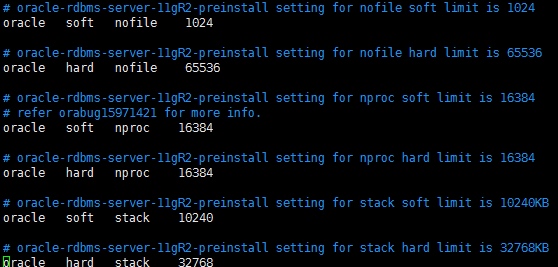 # oracle-rdbms-server-11gR2-preinstall setting for nofile soft limit is 1024
oracle   soft   nofile    1024
# oracle-rdbms-server-11gR2-preinstall setting for nofile hard limit is 65536
oracle   hard   nofile    65536
# oracle-rdbms-server-11gR2-preinstall setting for nproc soft limit is 16384
# refer orabug15971421 for more info.
oracle   soft   nproc    16384
# oracle-rdbms-server-11gR2-preinstall setting for nproc hard limit is 16384
oracle   hard   nproc    16384
# oracle-rdbms-server-11gR2-preinstall setting for stack soft limit is 10240KB
oracle   soft   stack    10240
# oracle-rdbms-server-11gR2-preinstall setting for stack hard limit is 32768KB
oracle   hard   stack    32768